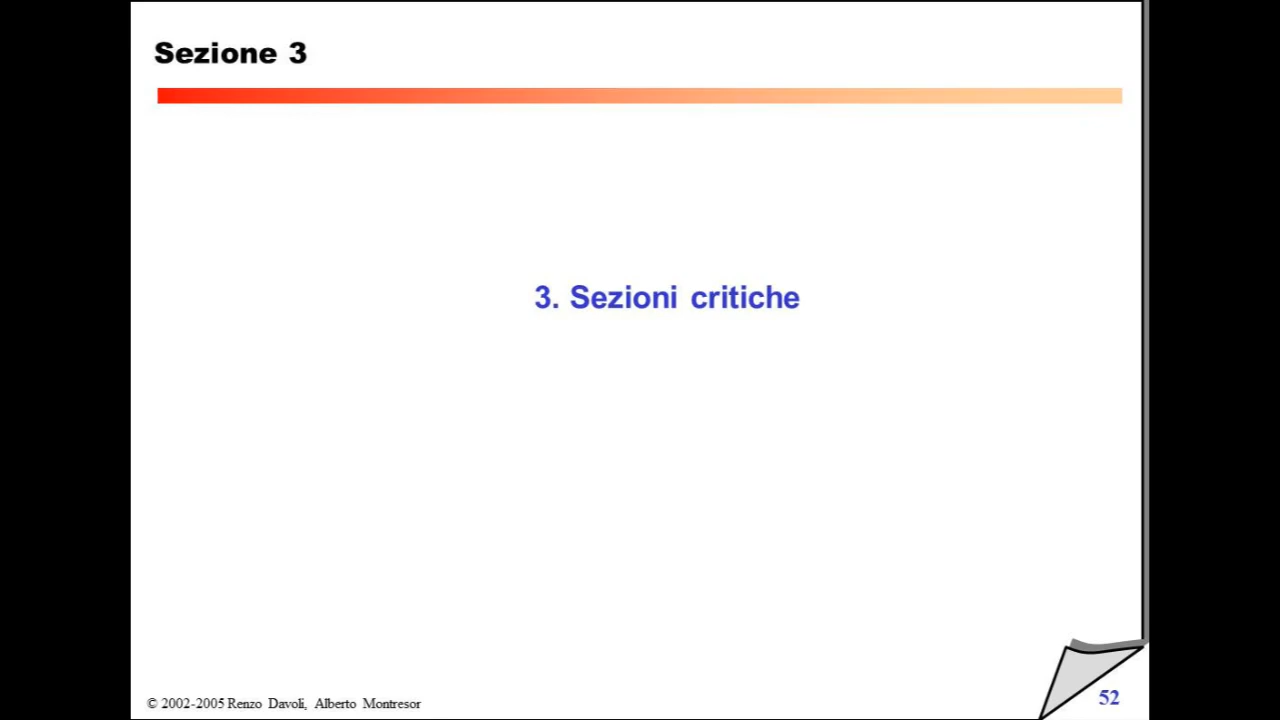 Sezione 3
3. Sezioni critiche
© 2002-2005 Renzo Davoli, Alberto Montresor
52